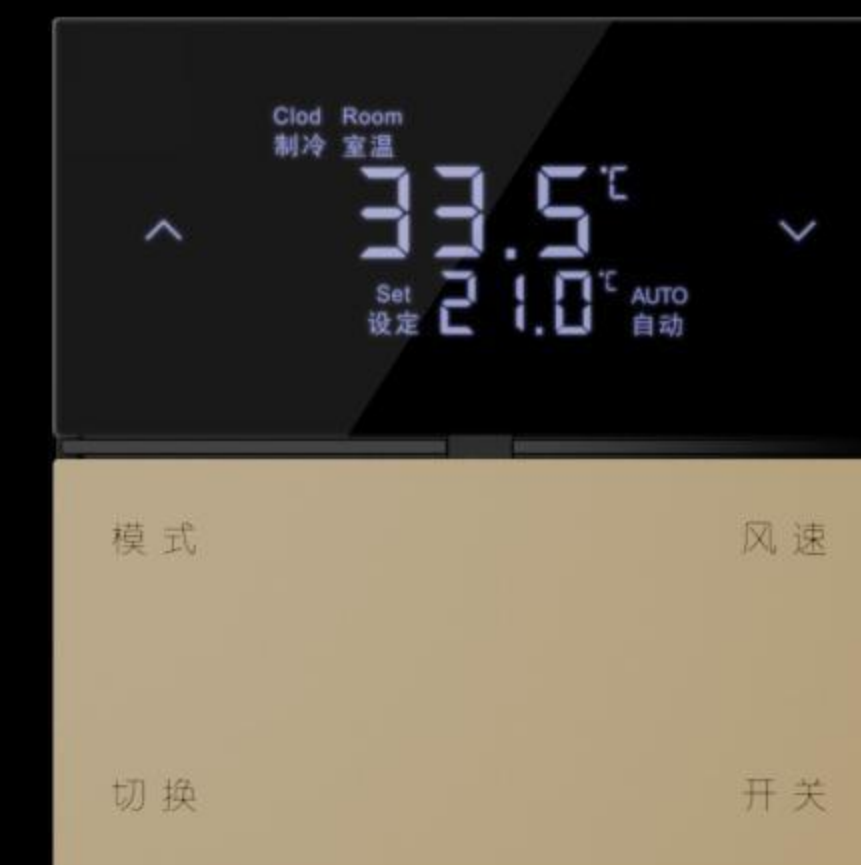 Clod Room
制冷 室温
33.5℃
Set 21.0℃ AUTO
设定 自动
模式 风速
切换 开关